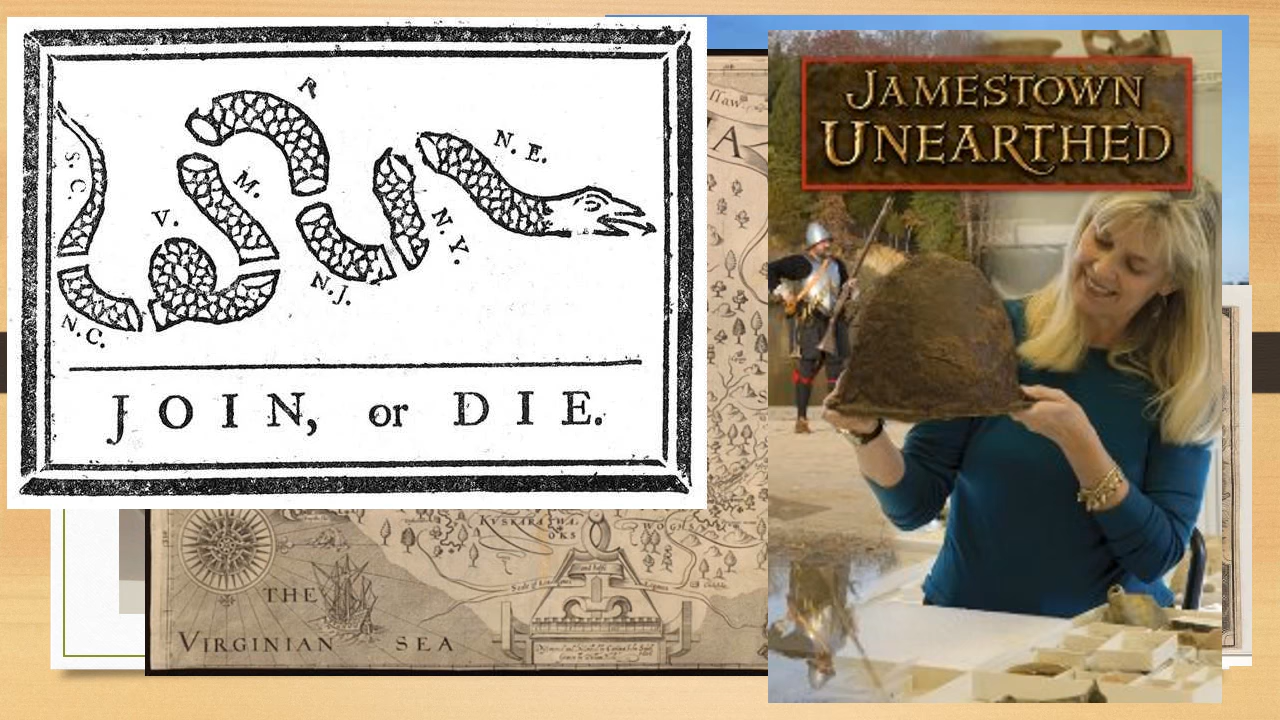 JOIN, or DIE.
S. C.
N. C.
V.
M.
N. J.
N. Y.
N. E.
JAMESTOWN
UNEARTHED
THE
VIRGINIAN SEA